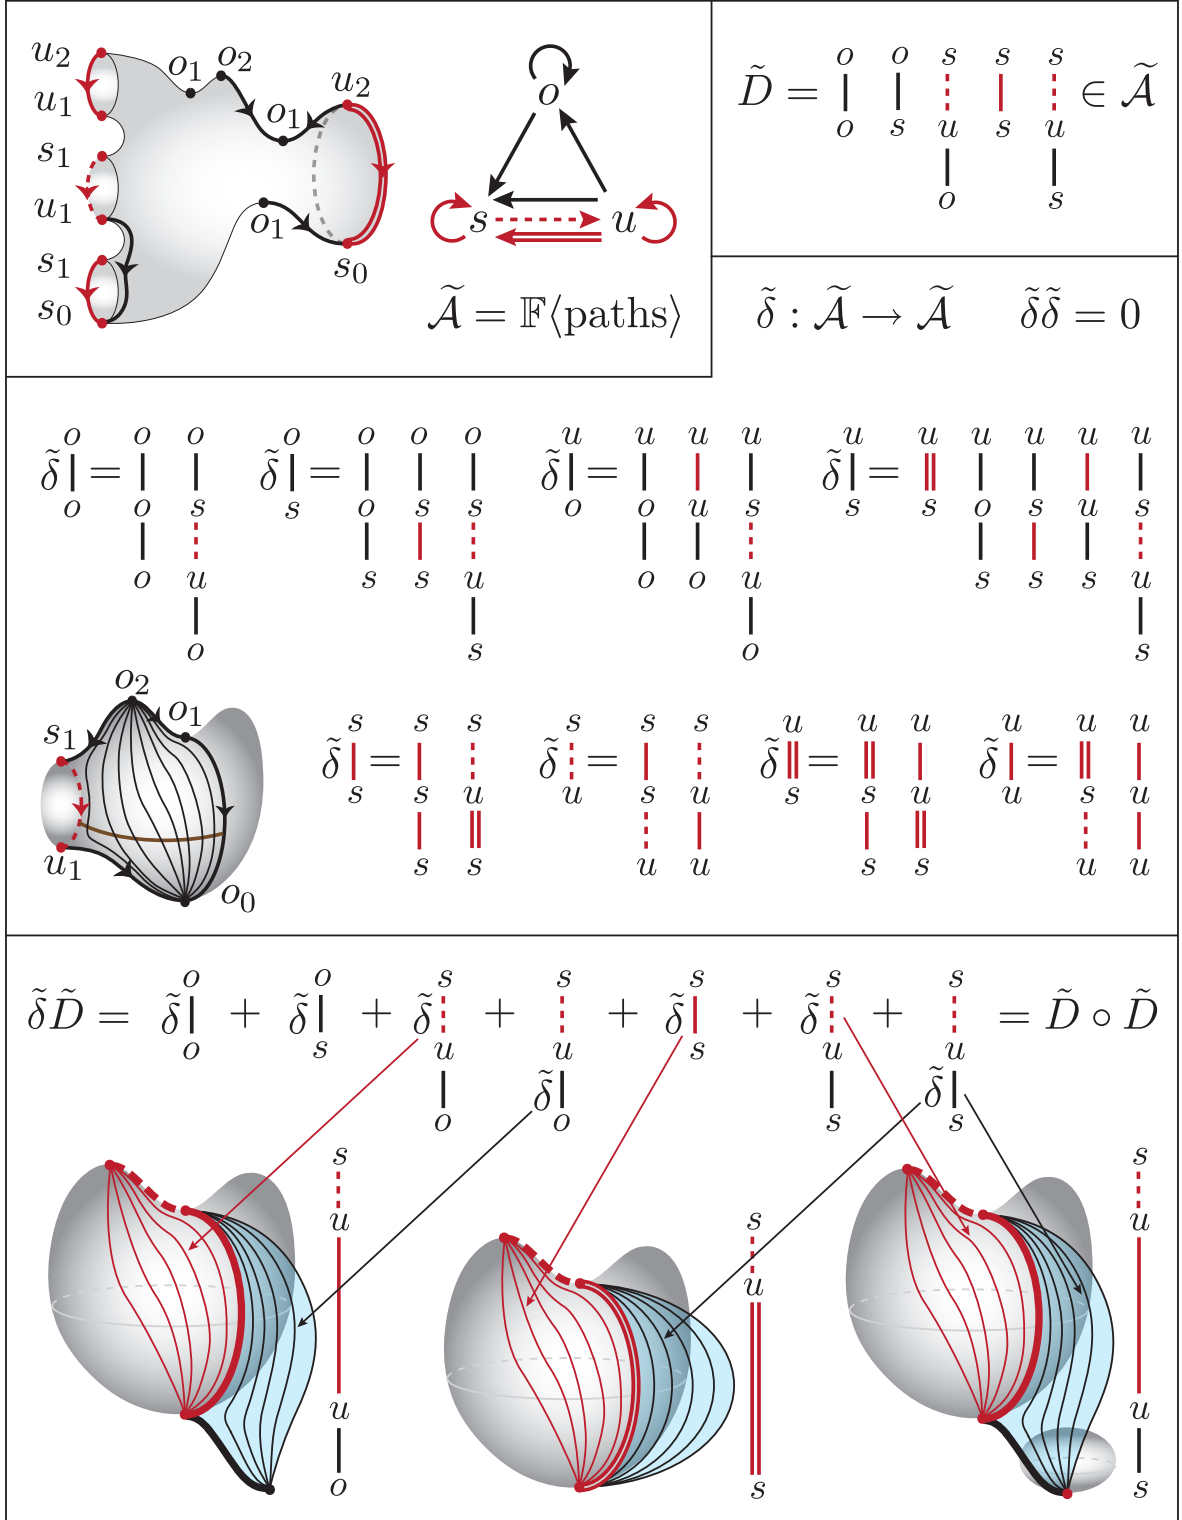 u₂ o₁ o₂ u₂ o D̃ = o o s s s ∈ Ã
u₁ o₁ o s u s u
s₁ s u o s
u₁ o₁
s₁ s₀
s₀ Ã = 𝔽⟨paths⟩ δ̃ : Ã → Ã δ̃δ̃ = 0
o o o o o o o u u u u u u u u u
δ̃ = δ̃ = δ̃ = δ̃ =
o o s s o s s o o u s s s o s u s
o u s s u o o u s s s u
o s o s
o₂
o₁
s₁ s s s s s s u u u u u u
δ̃ = δ̃ = δ̃ = δ̃ =
s s u u s u s s u u s u
u₁ s s u u s s u u
o₀
o o s s s s s
δ̃D̃ = δ̃ + δ̃ + δ̃ + + δ̃ + δ̃ + = D̃ ∘ D̃
o s u u s u u
δ̃ δ̃
o o s s
s s
u s u
u
u u
o s s